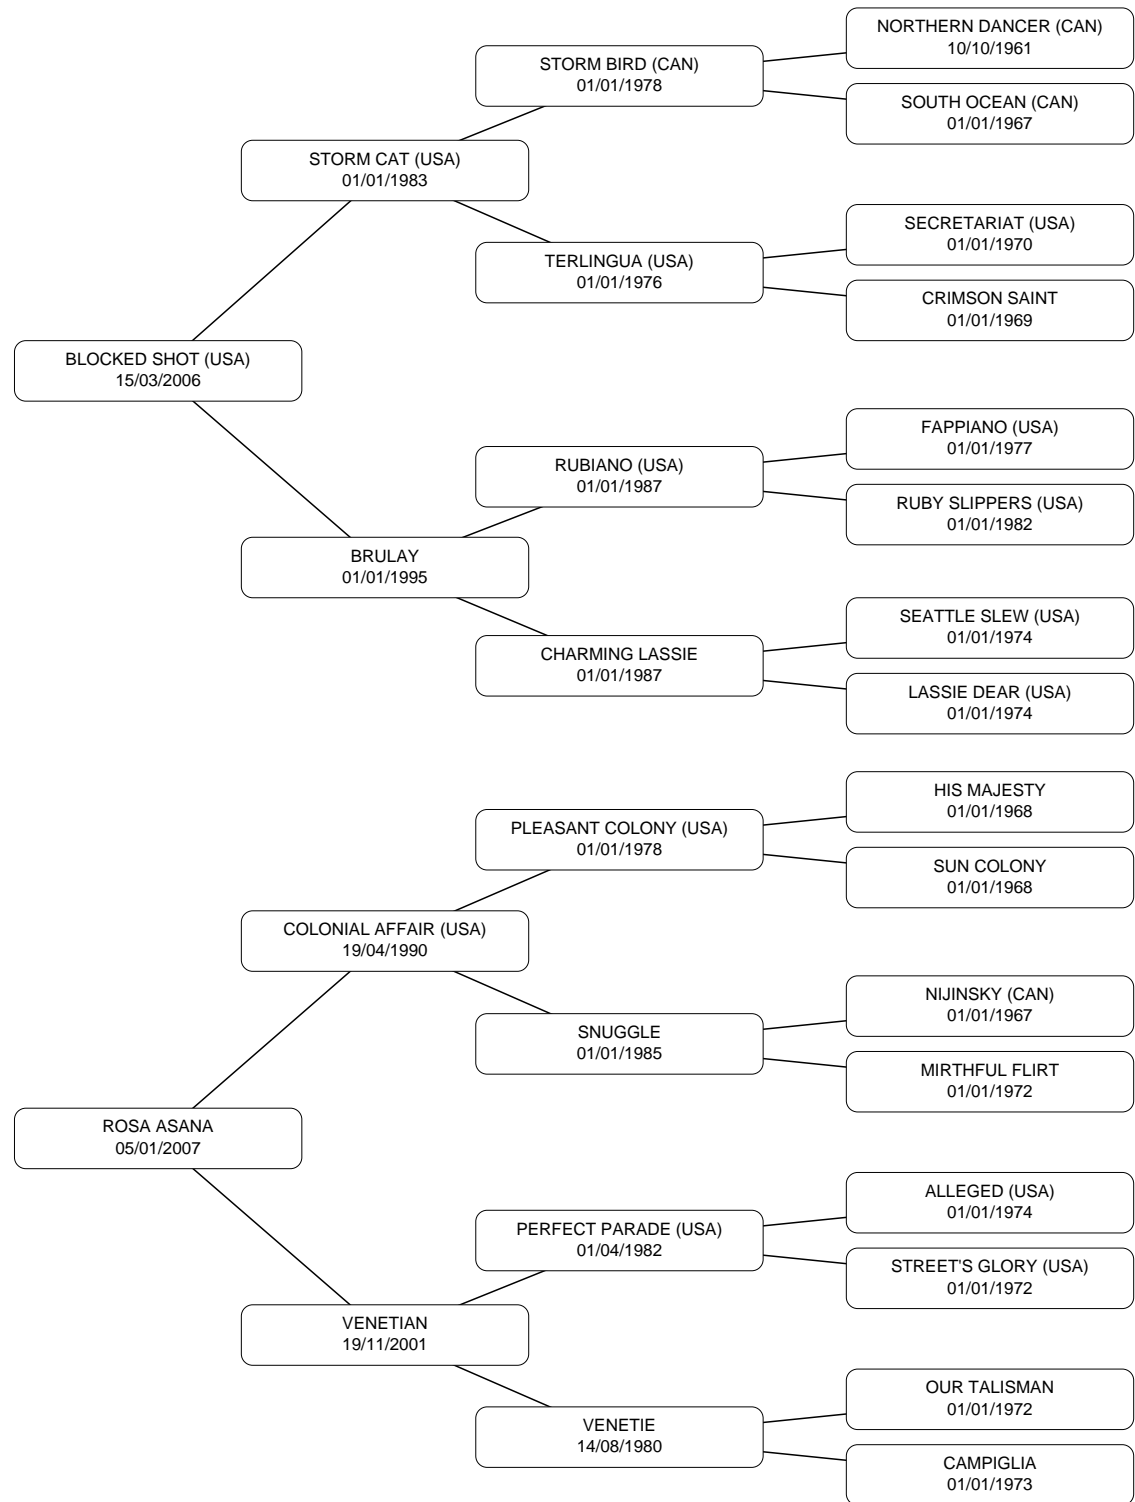 NORTHERN DANCER (CAN)
10/10/1961
STORM BIRD (CAN)
01/01/1978
SOUTH OCEAN (CAN)
01/01/1967
STORM CAT (USA)
01/01/1983
SECRETARIAT (USA)
01/01/1970
TERLINGUA (USA)
01/01/1976
CRIMSON SAINT
01/01/1969
BLOCKED SHOT (USA)
15/03/2006
FAPPIANO (USA)
01/01/1977
RUBIANO (USA)
01/01/1987
RUBY SLIPPERS (USA)
01/01/1982
BRULAY
01/01/1995
SEATTLE SLEW (USA)
01/01/1974
CHARMING LASSIE
01/01/1987
LASSIE DEAR (USA)
01/01/1974
HIS MAJESTY
01/01/1968
PLEASANT COLONY (USA)
01/01/1978
SUN COLONY
01/01/1968
COLONIAL AFFAIR (USA)
19/04/1990
NIJINSKY (CAN)
01/01/1967
SNUGGLE
01/01/1985
MIRTHFUL FLIRT
01/01/1972
ROSA ASANA
05/01/2007
ALLEGED (USA)
01/01/1974
PERFECT PARADE (USA)
01/04/1982
STREET'S GLORY (USA)
01/01/1972
VENETIAN
19/11/2001
OUR TALISMAN
01/01/1972
VENETIE
14/08/1980
CAMPIGLIA
01/01/1973